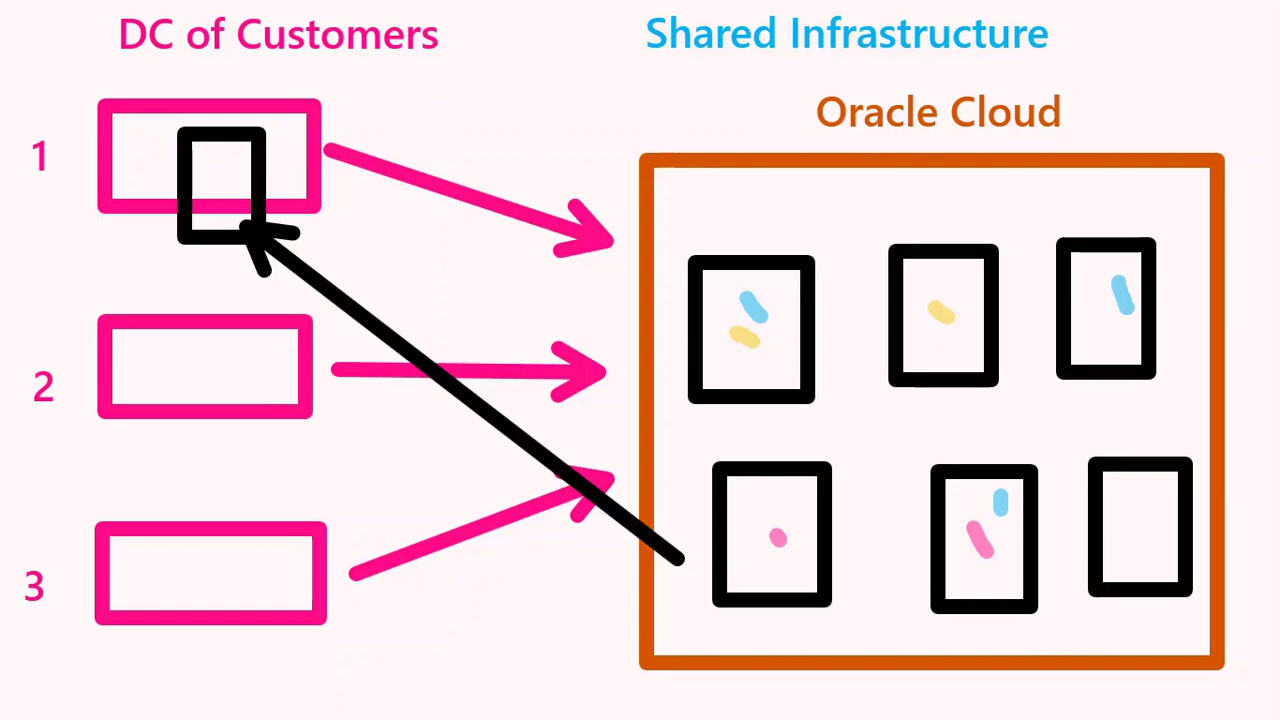 DC of Customers
Shared Infrastructure
Oracle Cloud
1
2
3